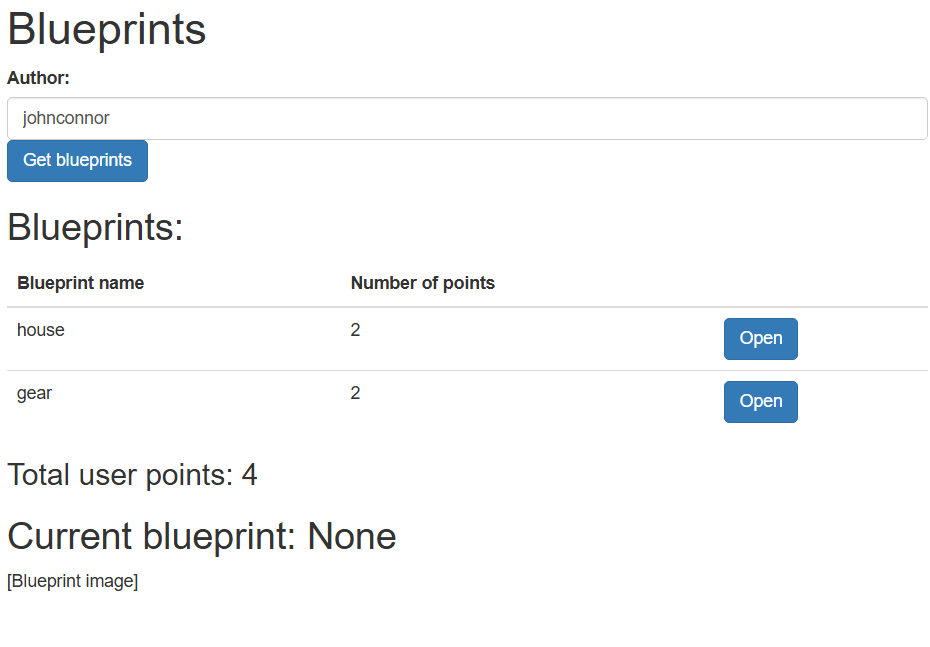 Blueprints
Author:
johnconnor
Get blueprints
Blueprints:
Blueprint name Number of points
house 2 Open
gear 2 Open
Total user points: 4
Current blueprint: None
[Blueprint image]